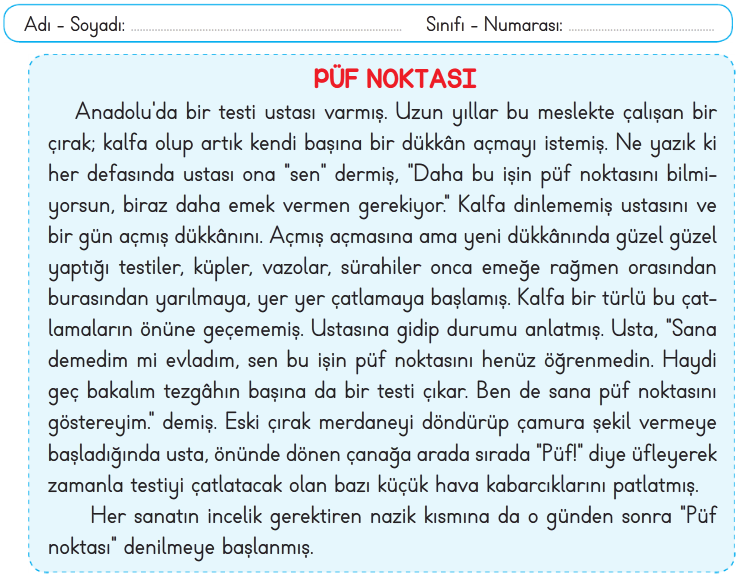 Adı - Soyadı: ........................................ Sınıfı - Numarası: ........................................
PÜF NOKTASI
Anadolu'da bir testi ustası varmış. Uzun yıllar bu meslekte çalışan bir
çırak; kalfa olup artık kendi başına bir dükkân açmayı istemiş. Ne yazık ki
her defasında ustası ona "sen" dermiş, "Daha bu işin püf noktasını bilmi-
yorsun, biraz daha emek vermen gerekiyor." Kalfa dinlememiş ustasını ve
bir gün açmış dükkânını. Açmış açmasına ama yeni dükkânında güzel güzel
yaptığı testiler, küpler, vazolar, sürahiler onca emeğe rağmen orasından
burasından yarılmaya, yer yer çatlamaya başlamış. Kalfa bir türlü bu çat-
lamaların önüne geçememiş. Ustasına gidip durumu anlatmış. Usta, "Sana
demedim mi evladım, sen bu işin püf noktasını henüz öğrenmedin. Haydi
geç bakalım tezgâhın başına da bir testi çıkar. Ben de sana püf noktasını
göstereyim." demiş. Eski çırak merdaneyi döndürüp çamura şekil vermeye
başladığında usta, önünde dönen çanağa arada sırada "Püf!" diye üfleyerek
zamanla testiyi çatlatacak olan bazı küçük hava kabarcıklarını patlatmış.
Her sanatın incelik gerektiren nazik kısmına da o günden sonra "Püf
noktası" denilmeye başlanmış.